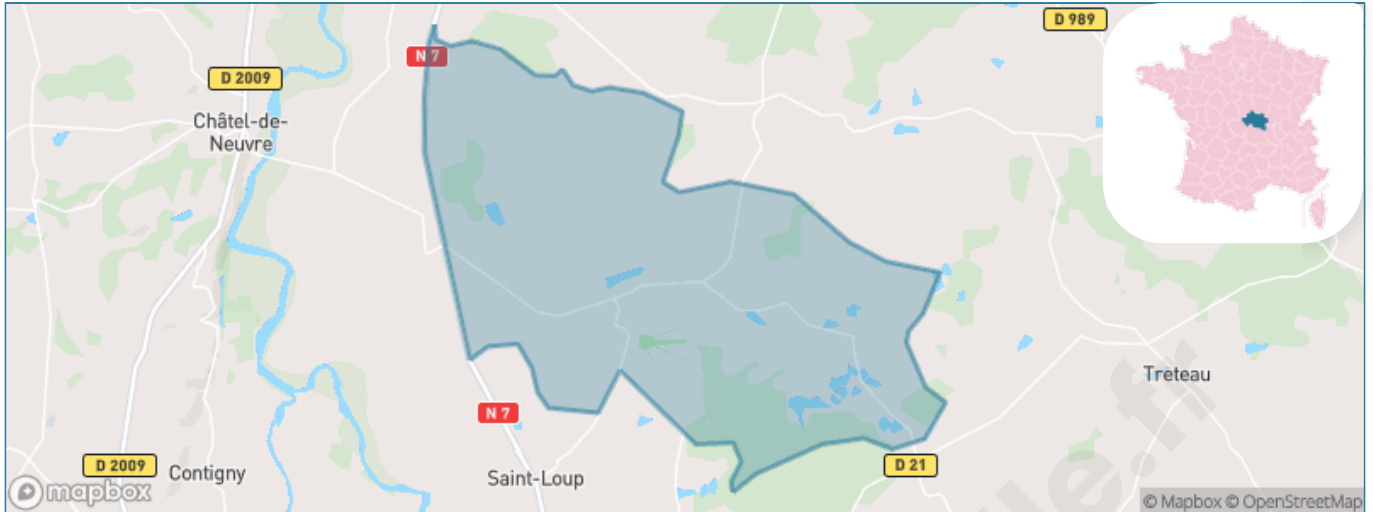 D 989
N 7
D 2009
Châtel-de-
Neuvre
Treteau
N 7
D 2009
Contigny
Saint-Loup
D 21
mapbox
© Mapbox © OpenStreetMap